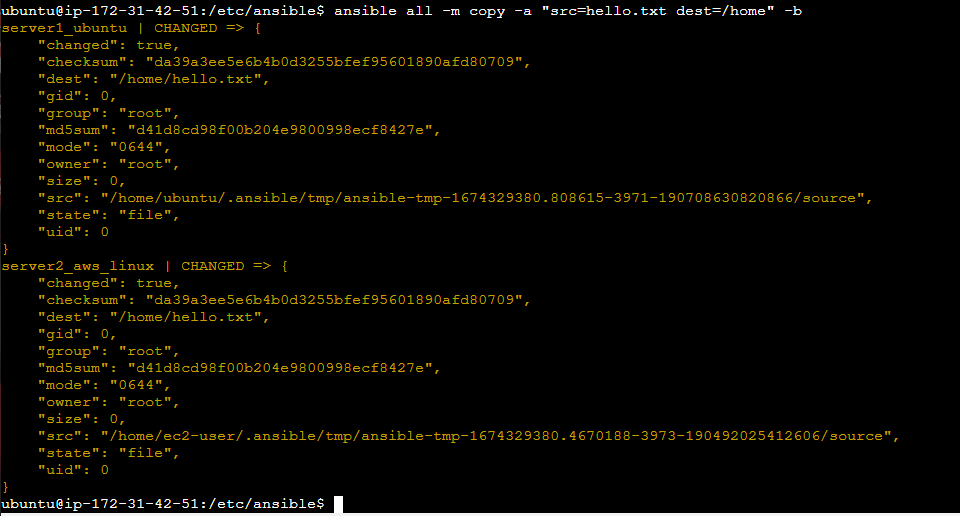 ubuntu@ip-172-31-42-51:/etc/ansible$ ansible all -m copy -a "src=hello.txt dest=/home" -b
server1_ubuntu | CHANGED => {
    "changed": true,
    "checksum": "da39a3ee5e6b4b0d3255bfef95601890afd80709",
    "dest": "/home/hello.txt",
    "gid": 0,
    "group": "root",
    "md5sum": "d41d8cd98f00b204e9800998ecf8427e",
    "mode": "0644",
    "owner": "root",
    "size": 0,
    "src": "/home/ubuntu/.ansible/tmp/ansible-tmp-1674329380.808615-3971-190708630820866/source",
    "state": "file",
    "uid": 0
}
server2_aws_linux | CHANGED => {
    "changed": true,
    "checksum": "da39a3ee5e6b4b0d3255bfef95601890afd80709",
    "dest": "/home/hello.txt",
    "gid": 0,
    "group": "root",
    "md5sum": "d41d8cd98f00b204e9800998ecf8427e",
    "mode": "0644",
    "owner": "root",
    "size": 0,
    "src": "/home/ec2-user/.ansible/tmp/ansible-tmp-1674329380.4670188-3973-190492025412606/source",
    "state": "file",
    "uid": 0
}
ubuntu@ip-172-31-42-51:/etc/ansible$